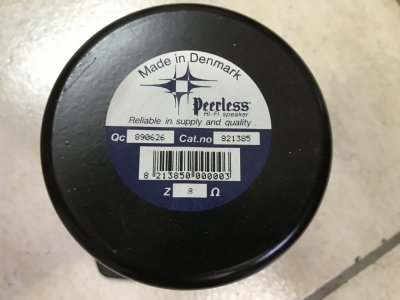 Made in Denmark
Peerless
Hi-Fi speaker
Reliable in supply and quality
Qc 890626 Cat.no 821385
8 213850 000003
Z 8 Ω